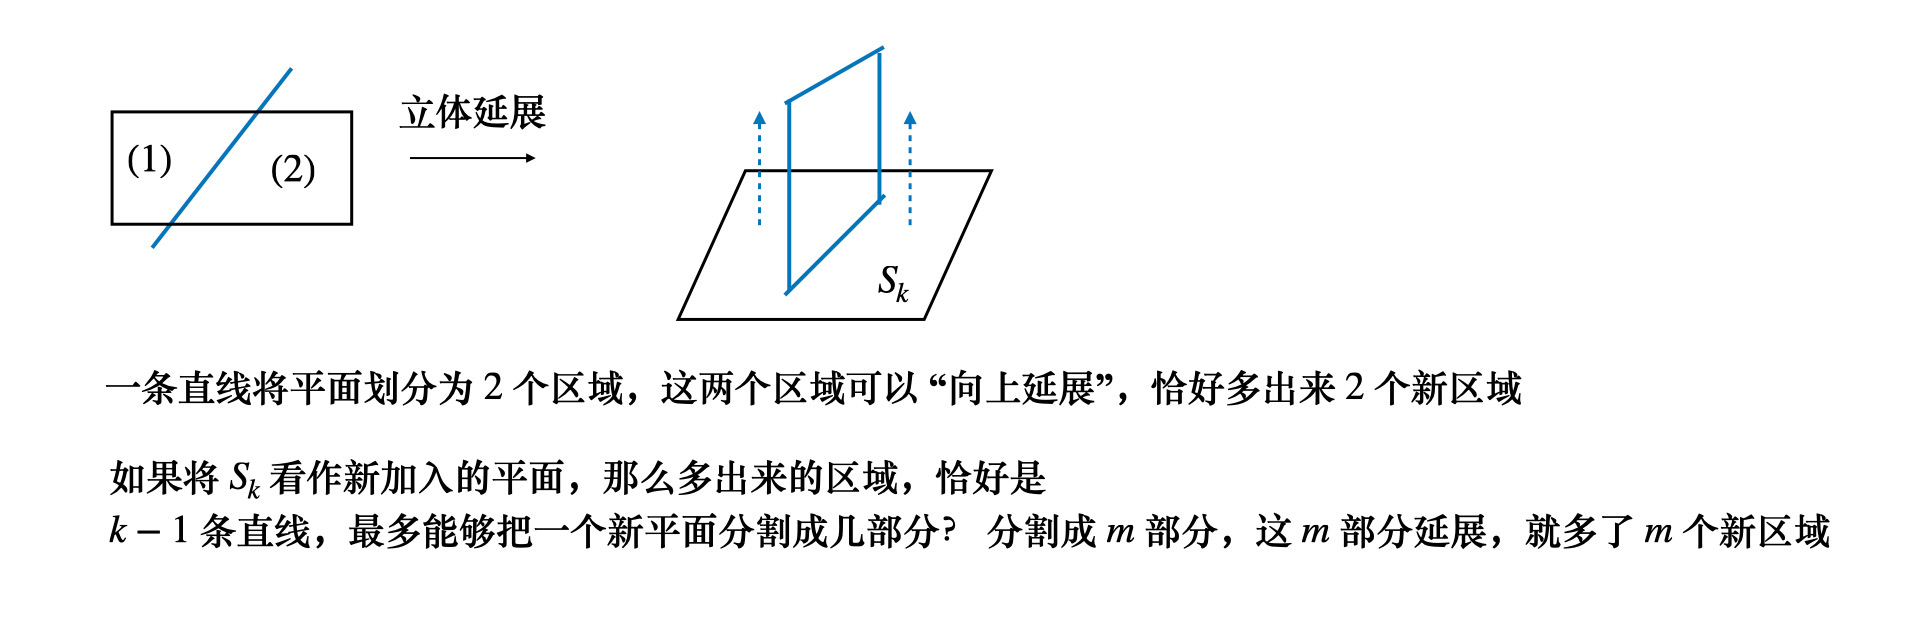 立体延展
(1)
(2)
Sk
一条直线将平面划分为 2 个区域，这两个区域可以 “向上延展”，恰好多出来 2 个新区域
如果将 Sk 看作新加入的平面，那么多出来的区域，恰好是
k − 1 条直线，最多能够把一个新平面分割成几部分？ 分割成 m 部分，这 m 部分延展，就多了 m 个新区域